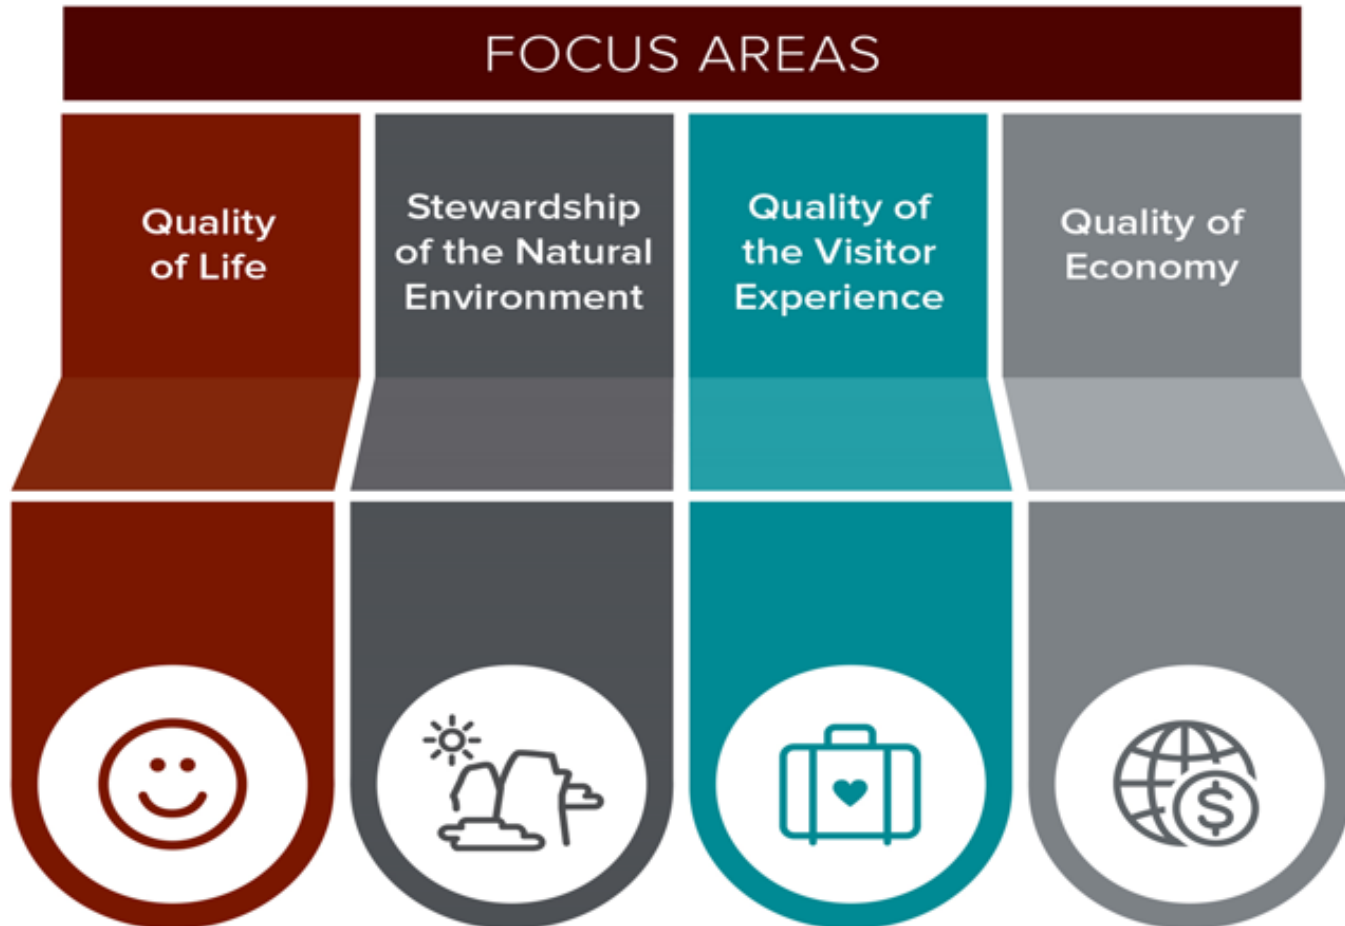 FOCUS AREAS
Quality
of Life
Stewardship
of the Natural
Environment
Quality of
the Visitor
Experience
Quality of
Economy
$